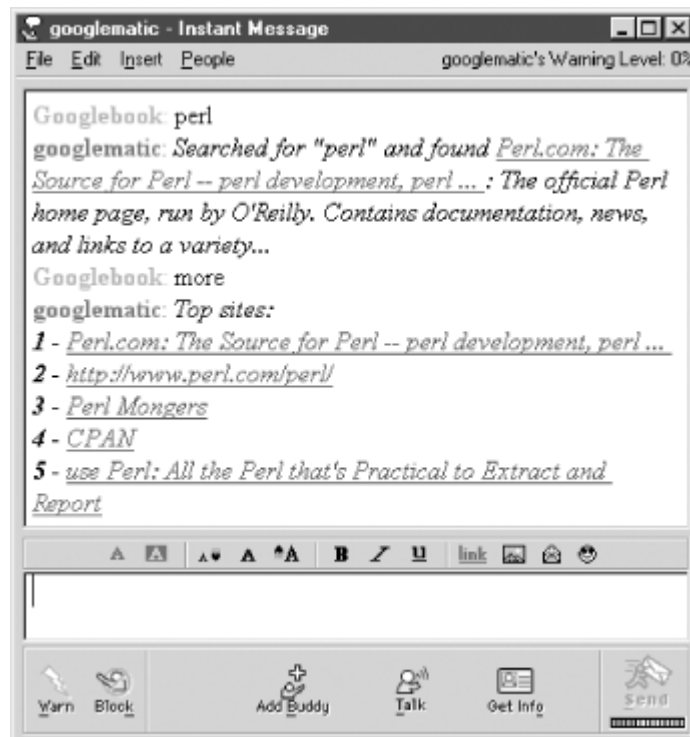 googlematic - Instant Message
File Edit Insert People googlematic's Warning Level: 0%
Googlebook: perl
googlematic: Searched for "perl" and found Perl.com: The
Source for Perl -- perl development, perl ... : The official Perl
home page, run by O'Reilly. Contains documentation, news,
and links to a variety...
Googlebook: more
googlematic: Top sites:
1 - Perl.com: The Source for Perl -- perl development, perl ...
2 - http://www.perl.com/perl/
3 - Perl Mongers
4 - CPAN
5 - use Perl: All the Perl that's Practical to Extract and
Report
A A A A A B I U link
Warn Block Add Buddy Talk Get Info Send